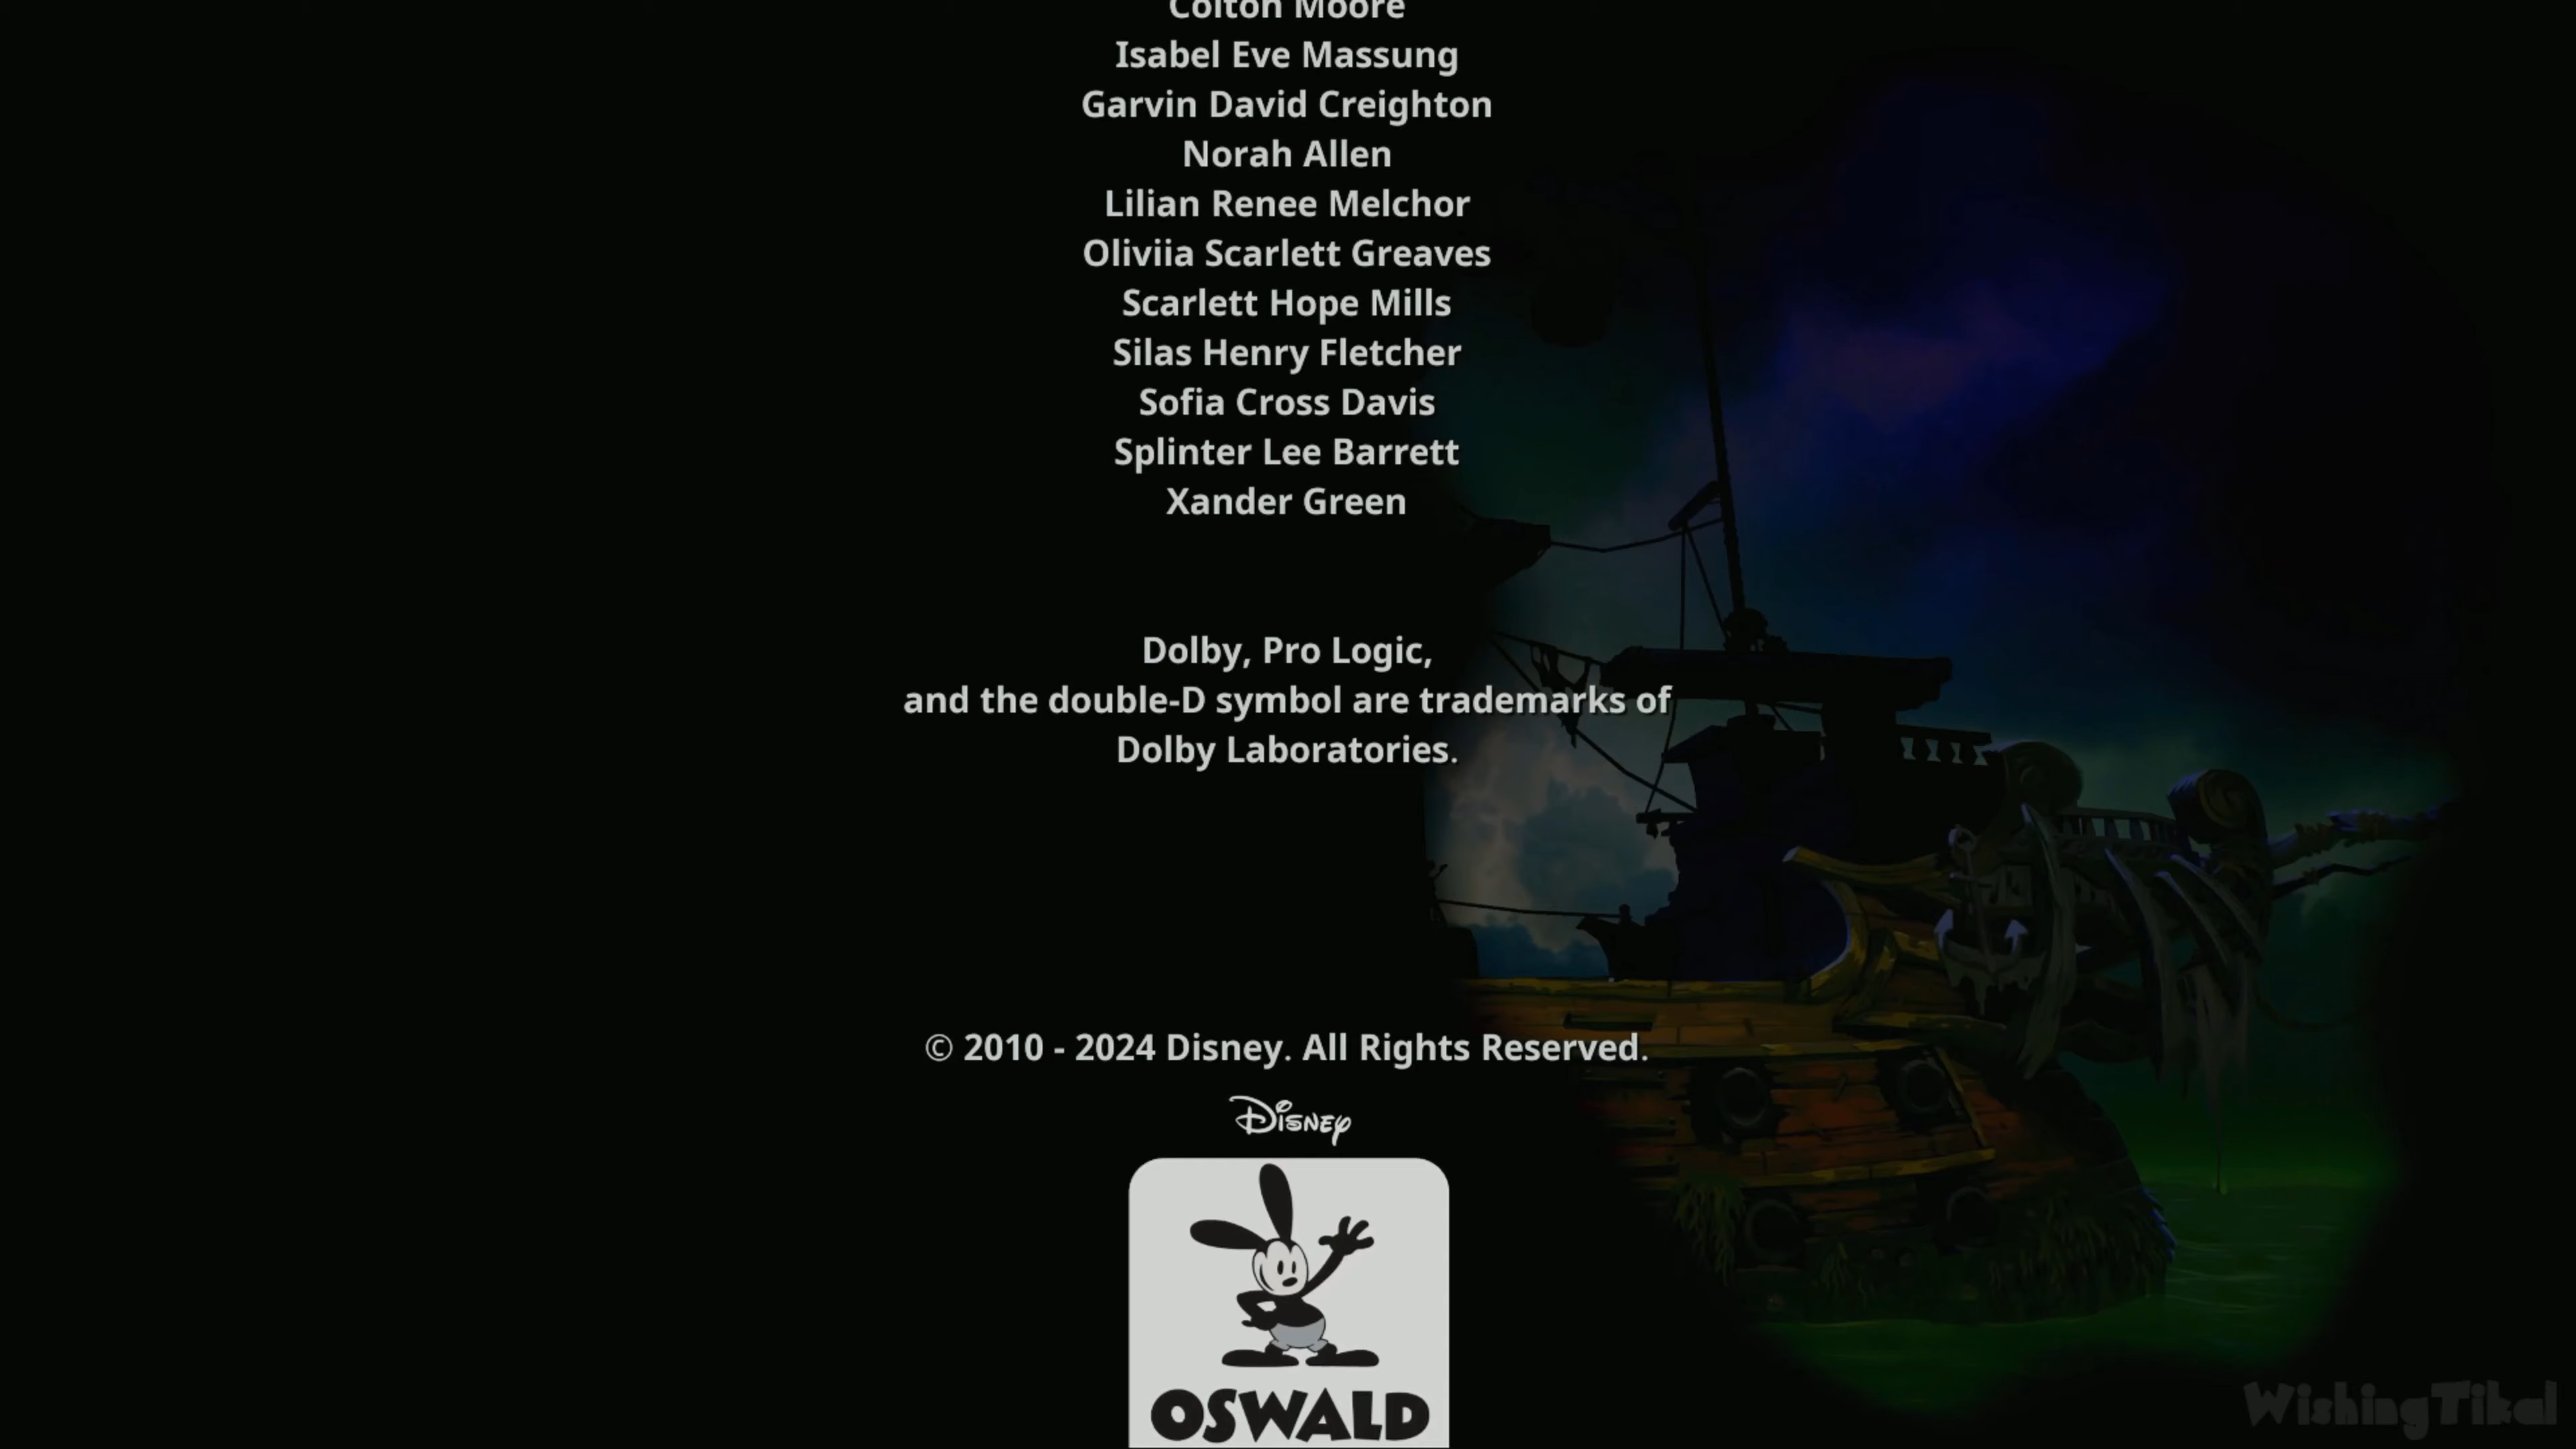 Colton Moore
Isabel Eve Massung
Garvin David Creighton
Norah Allen
Lilian Renee Melchor
Oliviia Scarlett Greaves
Scarlett Hope Mills
Silas Henry Fletcher
Sofia Cross Davis
Splinter Lee Barrett
Xander Green
Dolby, Pro Logic,
and the double-D symbol are trademarks of
Dolby Laboratories.
© 2010 - 2024 Disney. All Rights Reserved.
Disney
OSWALD
WishingTikal